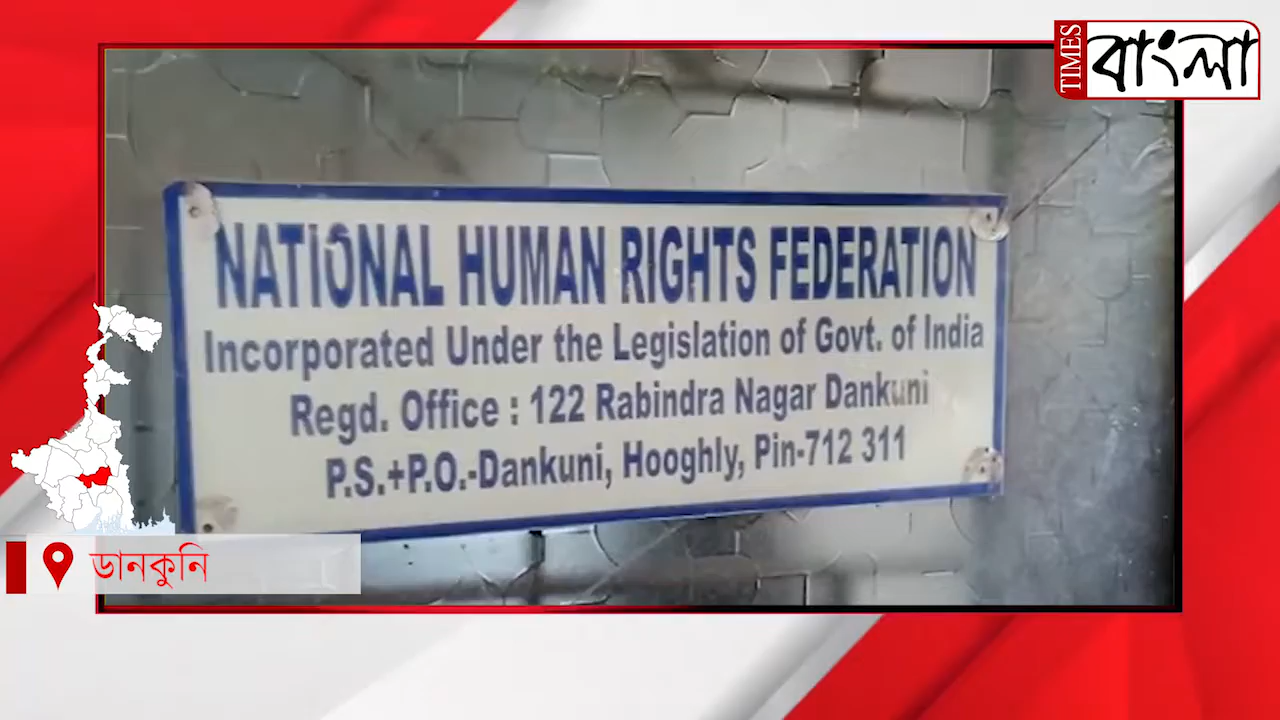 TIMES
বাংলা
NATIONAL HUMAN RIGHTS FEDERATION
Incorporated Under the Legislation of Govt. of India
Regd. Office : 122 Rabindra Nagar Dankuni
P.S.+P.O.-Dankuni, Hooghly, Pin-712 311
ডানকুনি